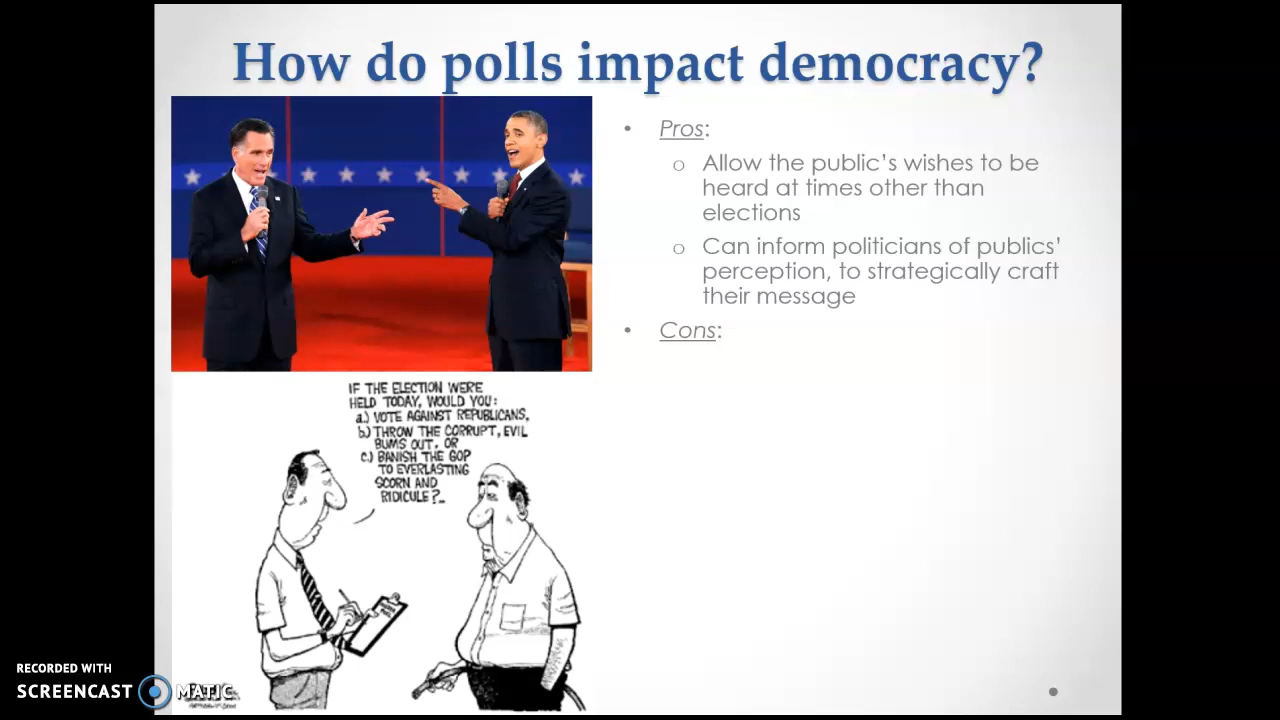 How do polls impact democracy?
• Pros:
o Allow the public’s wishes to be
heard at times other than
elections
o Can inform politicians of publics’
perception, to strategically craft
their message
• Cons:
IF THE ELECTION WERE
HELD TODAY, WOULD YOU:
a.) VOTE AGAINST REPUBLICANS,
b.) THROW THE CORRUPT, EVIL
BUMS OUT, OR
c.) BANISH THE GOP
TO EVERLASTING
SCORN AND
RIDICULE?..
RECORDED WITH
SCREENCAST MATIC